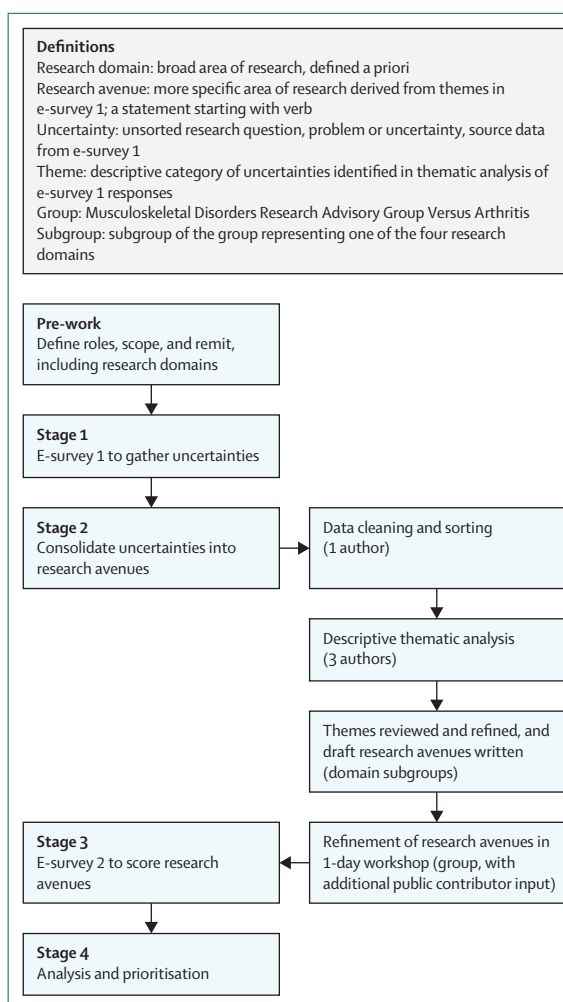 Definitions
Research domain: broad area of research, defined a priori
Research avenue: more specific area of research derived from themes in
e-survey 1; a statement starting with verb
Uncertainty: unsorted research question, problem or uncertainty, source data
from e-survey 1
Theme: descriptive category of uncertainties identified in thematic analysis of
e-survey 1 responses
Group: Musculoskeletal Disorders Research Advisory Group Versus Arthritis
Subgroup: subgroup of the group representing one of the four research
domains
Pre-work
Define roles, scope, and remit,
including research domains
Stage 1
E-survey 1 to gather uncertainties
Stage 2
Consolidate uncertainties into
research avenues
Data cleaning and sorting
(1 author)
Descriptive thematic analysis
(3 authors)
Themes reviewed and refined, and
draft research avenues written
(domain subgroups)
Refinement of research avenues in
1-day workshop (group, with
additional public contributor input)
Stage 3
E-survey 2 to score research
avenues
Stage 4
Analysis and prioritisation